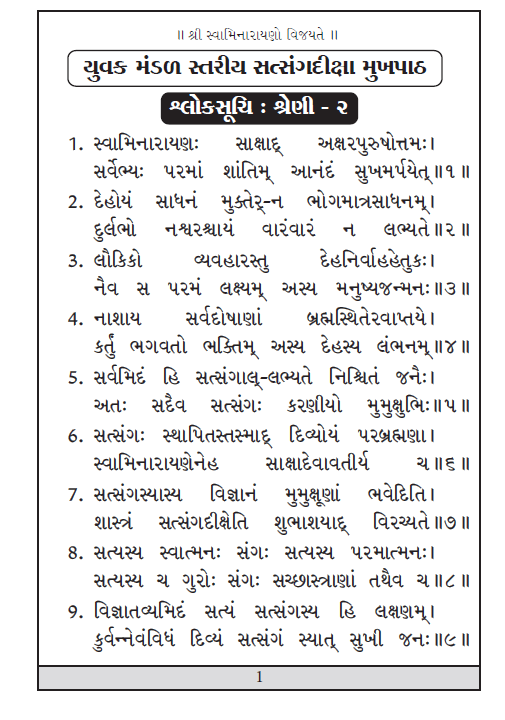 ॥ શ્રી સ્વામિનારાયણો વિજયતે ॥
યુવક મંડળ સ્તરીય સત્સંગદીક્ષા મુખપાઠ
શ્લોકસૂચિ : શ્રેણી - ૨
1. સ્વામિનારાયણઃ સાક્ષાદ્ અક્ષરપુરુષોત્તમઃ।
સર્વેભ્યઃ પરમાં શાંતિમ્ આનંદં સુખમર્પયેત્॥૧॥
2. દેહોયં સાધનં મુક્તેર્-ન ભોગમાત્રસાધનમ્।
દુર્લભો નશ્વરશ્ચાયં વારંવારં ન લભ્યતે॥૨॥
3. લૌકિકો વ્યવહારસ્તુ દેહનિર્વાહહેતુકઃ।
નૈવ સ પરમં લક્ષ્યમ્ અસ્ય મનુષ્યજન્મનઃ॥૩॥
4. નાશાય સર્વદોષાણાં બ્રહ્મસ્થિતેરવાપ્તયે।
કર્તું ભગવતો ભક્તિમ્ અસ્ય દેહસ્ય લંભનમ્॥૪॥
5. સર્વમિદં હિ સત્સંગાલ્-લભ્યતે નિશ્ચિતં જનૈઃ।
અતઃ સદૈવ સત્સંગઃ કરણીયો મુમુક્ષુભિઃ॥૫॥
6. સત્સંગઃ સ્થાપિતસ્તસ્માદ્ દિવ્યોયં પરબ્રહ્મણા।
સ્વામિનારાયણેનેહ સાક્ષાદેવાવતીર્ય ચ॥૬॥
7. સત્સંગસ્યાસ્ય વિજ્ઞાનં મુમુક્ષૂણાં ભવેદિતિ।
શાસ્ત્રં સત્સંગદીક્ષેતિ શુભાશયાદ્ વિરચ્યતે॥૭॥
8. સત્યસ્ય સ્વાત્મનઃ સંગઃ સત્યસ્ય પરમાત્મનઃ।
સત્યસ્ય ચ ગુરોઃ સંગઃ સચ્છાસ્ત્રાણાં તથૈવ ચ॥૮॥
9. વિજ્ઞાતવ્યમિદં સત્યં સત્સંગસ્ય હિ લક્ષણમ્।
કુર્વન્નેવંવિધં દિવ્યં સત્સંગં સ્યાત્ સુખી જનઃ॥૯॥
1